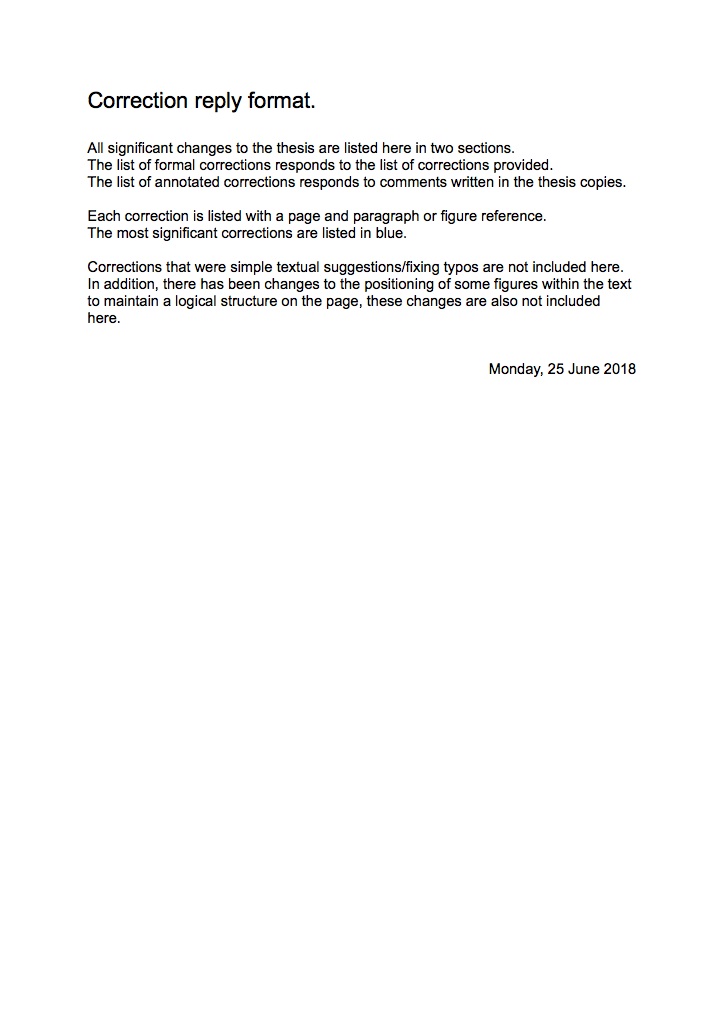 Correction reply format.
All significant changes to the thesis are listed here in two sections.
The list of formal corrections responds to the list of corrections provided.
The list of annotated corrections responds to comments written in the thesis copies.
Each correction is listed with a page and paragraph or figure reference.
The most significant corrections are listed in blue.
Corrections that were simple textual suggestions/fixing typos are not included here.
In addition, there has been changes to the positioning of some figures within the text
to maintain a logical structure on the page, these changes are also not included
here.
Monday, 25 June 2018